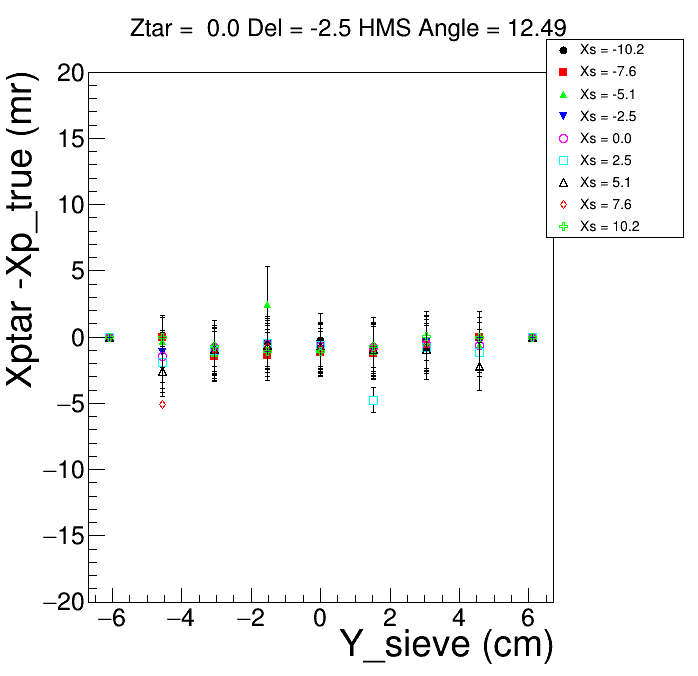 Ztar = 0.0 Del = -2.5 HMS Angle = 12.49
Xs = -10.2
Xs = -7.6
Xs = -5.1
Xs = -2.5
Xs = 0.0
Xs = 2.5
Xs = 5.1
Xs = 7.6
Xs = 10.2
Xptar -Xp_true (mr)
20
15
10
5
0
−5
−10
−15
−20
−6 −4 −2 0 2 4 6
Y_sieve (cm)